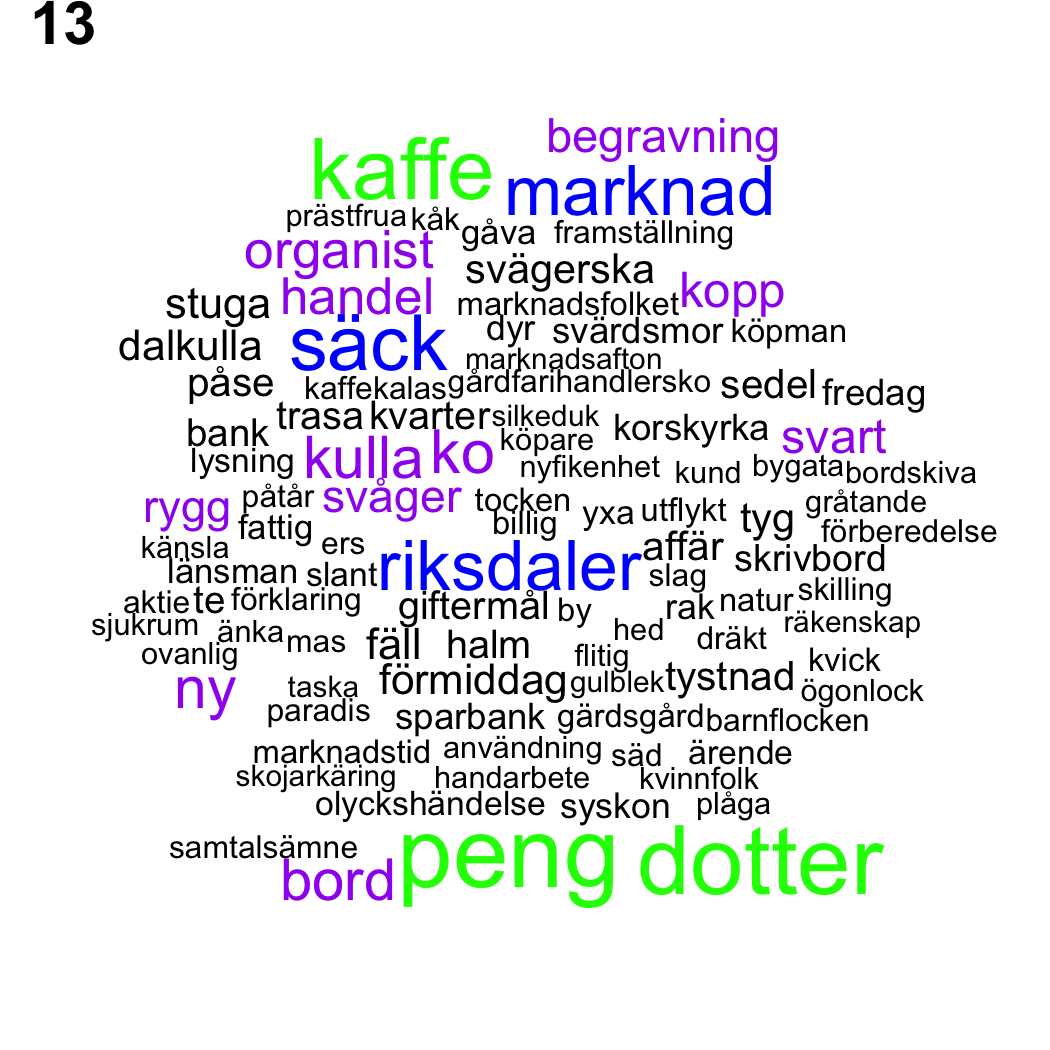 13
begravning
kaffe marknad
prästfrua kåk gåva framställning
organist svägerska
stuga handel marknadsfolket kopp
dalkulla säck dyr svärdsmor köpman
marknadsafton
påse kaffekalas gårdfarihandlersko sedel fredag
trasa kvarter silkeduk
bank köpare korskyrka svart
lysning kulla ko nyfikenhet kund bygata bordskiva
rygg påtår svåger tocken yxa utflykt tyg gråtande
fattig billig förberedelse
känsla ers riksdaler affär skrivbord
länsman slant slag skilling
aktie te förklaring giftermål by rak natur
sjukrum änka mas fäll halm hed dräkt räkenskap
ovanlig flitig kvick
ny taska förmiddag gulblek tystnad ögonlock
paradis sparbank gärdsgård barnflocken
marknadstid användning säd ärende
skojarkäring handarbete kvinnfolk
olyckshändelse syskon plåga
samtalsämne
bord peng dotter